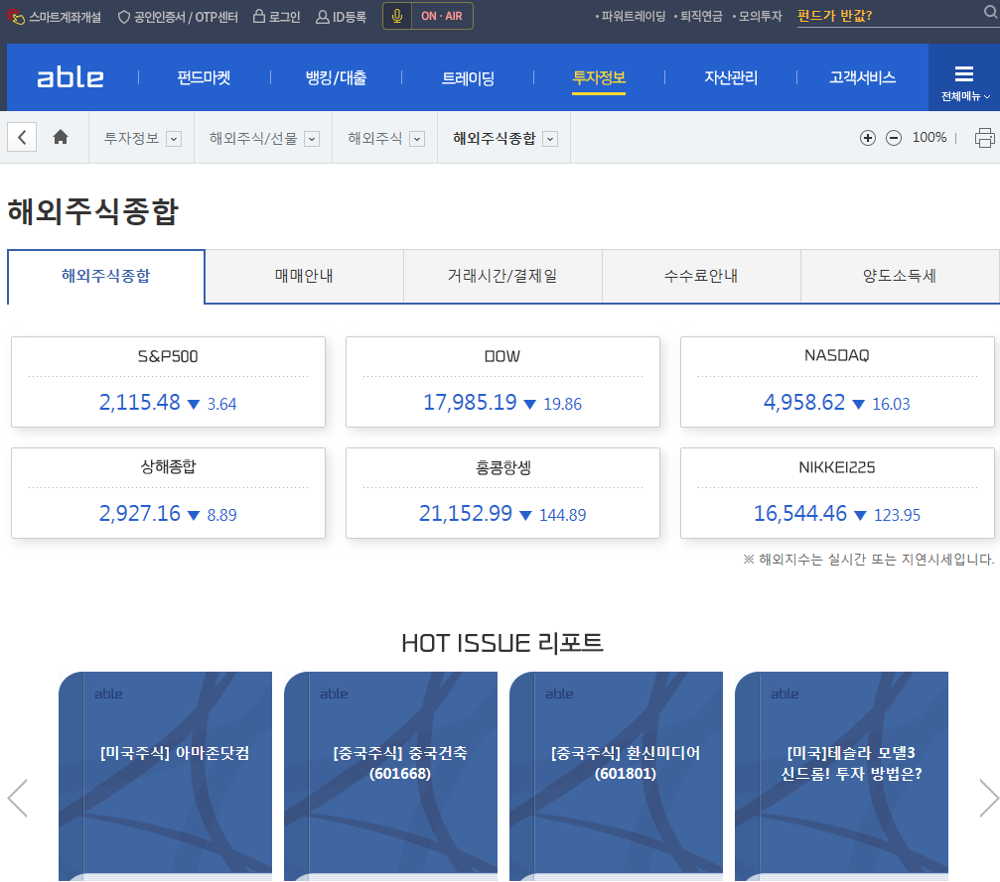 스마트계좌개설 공인인증서 / OTP센터 로그인 ID등록 ON · AIR • 파워트레이딩 • 퇴직연금 • 모의투자 펀드가 반값?
able 펀드마켓 뱅킹/대출 트레이딩 투자정보 자산관리 고객서비스 전체메뉴
투자정보 해외주식/선물 해외주식 해외주식종합 100%
해외주식종합
해외주식종합 매매안내 거래시간/결제일 수수료안내 양도소득세
S&P500 DOW NASDAQ
2,115.48 ▼ 3.64 17,985.19 ▼ 19.86 4,958.62 ▼ 16.03
상해종합 홍콩항셍 NIKKEI225
2,927.16 ▼ 8.89 21,152.99 ▼ 144.89 16,544.46 ▼ 123.95
※ 해외지수는 실시간 또는 지연시세입니다.
HOT ISSUE 리포트
able able able able
[미국주식] 아마존닷컴
[중국주식] 중국건축
(601668)
[중국주식] 환신미디어
(601801)
[미국]테슬라 모델3
신드롬! 투자 방법은?